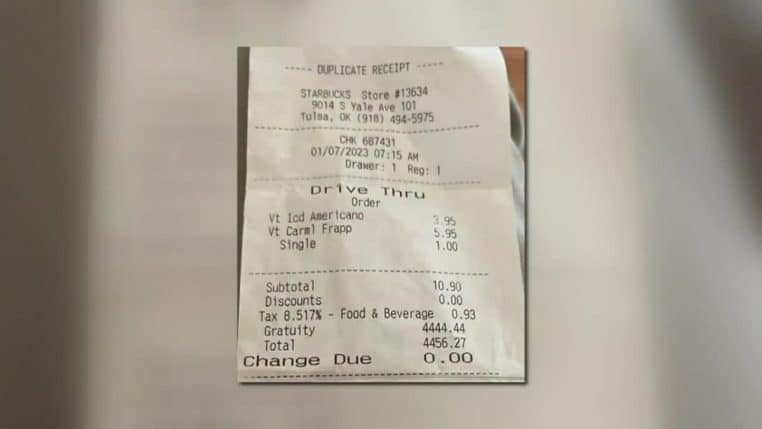 ----- DUPLICATE RECEIPT -----
STARBUCKS Store #13634
9014 S Yale Ave 101
Tulsa, OK (918) 494-5975
CHK 687431
01/07/2023 07:15 AM
Drawer: 1 Reg: 1
Drive Thru
Order
Vt Icd Americano 3.95
Vt Carml Frapp 5.95
Single 1.00
Subtotal 10.90
Discounts 0.00
Tax 8.517% - Food & Beverage 0.93
Gratuity 4444.44
Total 4456.27
Change Due 0.00